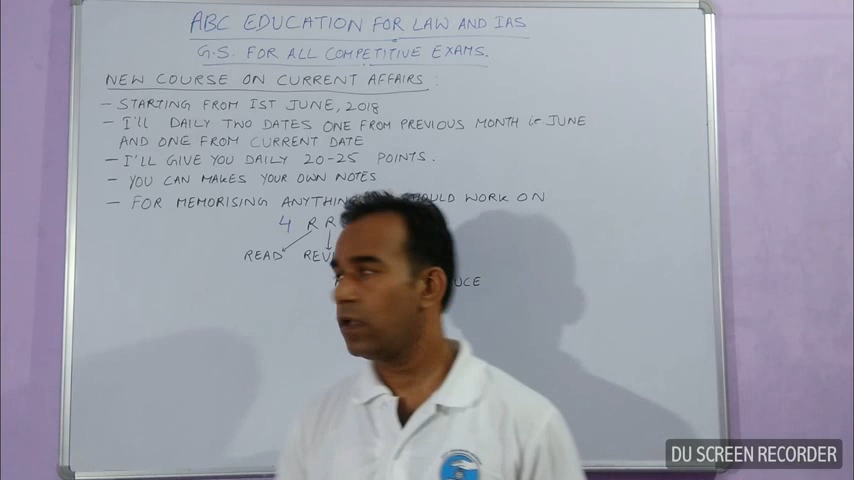 ABC EDUCATION FOR LAW AND IAS
G.S. FOR ALL COMPETITIVE EXAMS.
NEW COURSE ON CURRENT AFFAIRS :
- STARTING FROM 1ST JUNE, 2018
- I'LL DAILY TWO DATES ONE FROM PREVIOUS MONTH ie JUNE
AND ONE FROM CURRENT DATE
- I'LL GIVE YOU DAILY 20-25 POINTS.
- YOU CAN MAKES YOUR OWN NOTES
- FOR MEMORISING ANYTHING WORK ON
4 R R
READ
DU SCREEN RECORDER